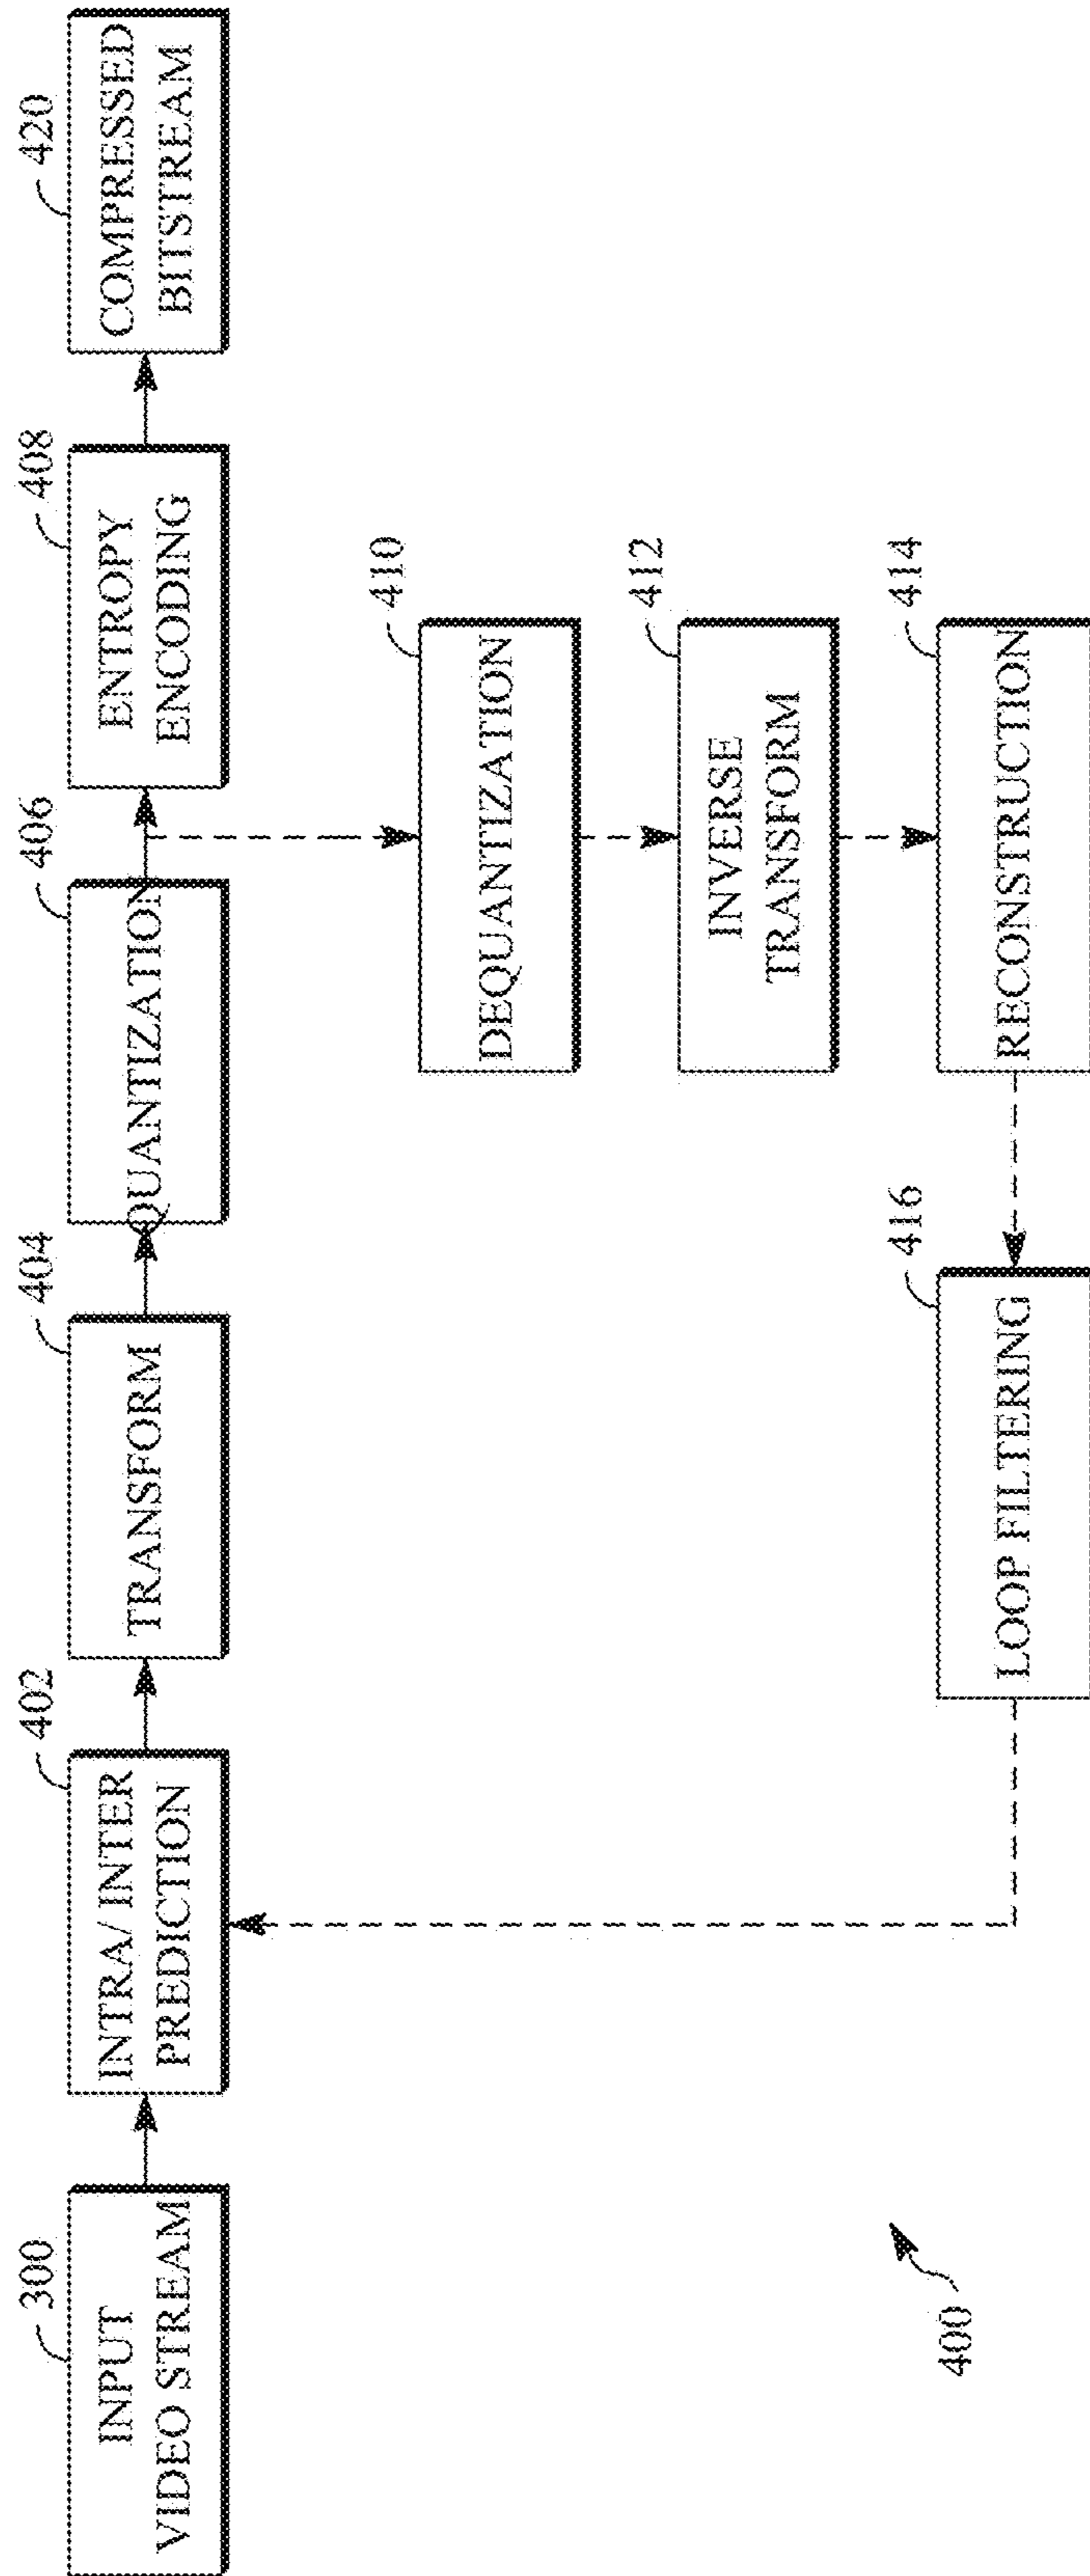 300
INPUT
VIDEO STREAM
402
INTRA/ INTER
PREDICTION
404
TRANSFORM
406
QUANTIZATION
408
ENTROPY
ENCODING
420
COMPRESSED
BITSTREAM
410
DEQUANTIZATION
412
INVERSE
TRANSFORM
414
RECONSTRUCTION
416
LOOP FILTERING
400